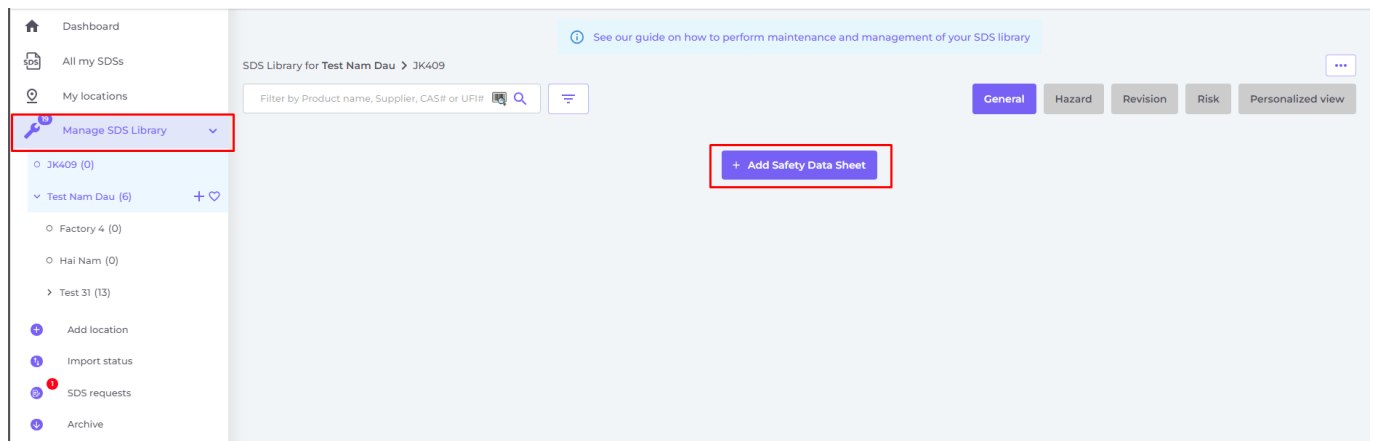 Dashboard
See our guide on how to perform maintenance and management of your SDS library
SDS
All my SDSs
SDS Library for Test Nam Dau > JK409
My locations
Filter by Product name, Supplier, CAS# or UFI#
General
Hazard
Revision
Risk
Personalized view
19
Manage SDS Library
JK409 (0)
+ Add Safety Data Sheet
Test Nam Dau (6)
Factory 4 (0)
Hai Nam (0)
Test 31 (13)
Add location
Import status
1
SDS requests
Archive